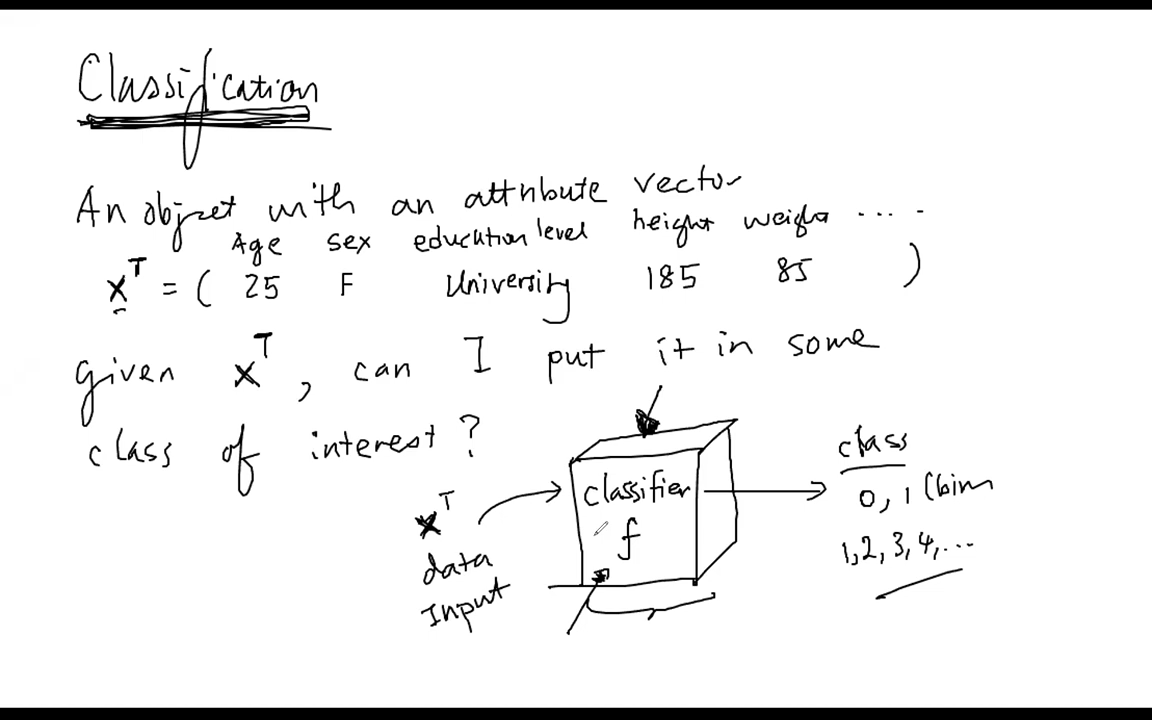 Classification
An object with an attribute vector
Age sex education level height weight ....
x^T = ( 25 F University 185 85 )
given x^T, can I put it in some
class of interest?
classifier
f
x^T
data
Input
class
0, 1 (bin
1,2,3,4,...